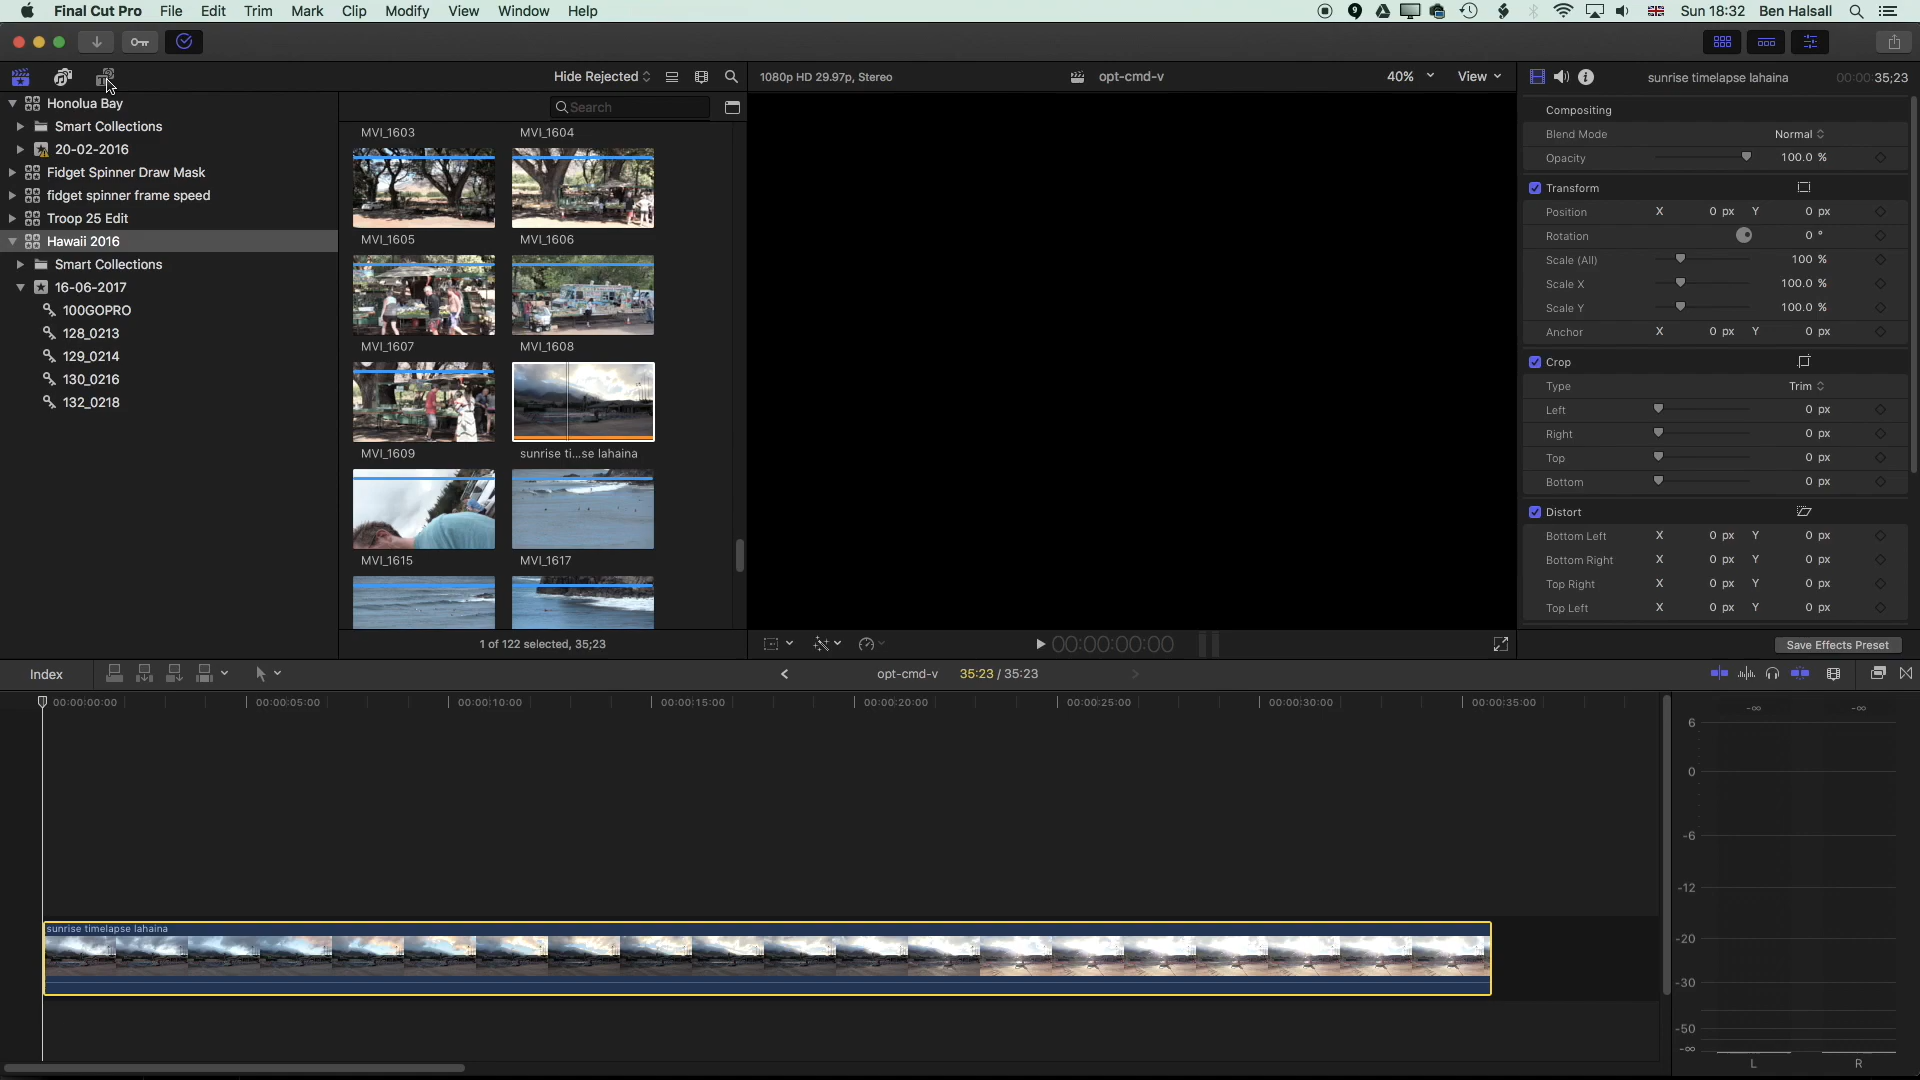 Final Cut Pro File Edit Trim Mark Clip Modify View Window Help 9 Sun 18:32 Ben Halsall
Hide Rejected 1080p HD 29.97p, Stereo opt-cmd-v 40% View sunrise timelapse lahaina 00:00:35;23
Honolua Bay
Smart Collections
20-02-2016
Fidget Spinner Draw Mask
fidget spinner frame speed
Troop 25 Edit
Hawaii 2016
Smart Collections
16-06-2017
100GOPRO
128_0213
129_0214
130_0216
132_0218
Search
MVI_1603 MVI_1604
MVI_1605 MVI_1606
MVI_1607 MVI_1608
MVI_1609 sunrise ti...se lahaina
MVI_1615 MVI_1617
1 of 122 selected, 35;23
00:00:00:00
Compositing
Blend Mode Normal
Opacity 100.0 %
Transform
Position X 0 px Y 0 px
Rotation 0 °
Scale (All) 100 %
Scale X 100.0 %
Scale Y 100.0 %
Anchor X 0 px Y 0 px
Crop
Type Trim
Left 0 px
Right 0 px
Top 0 px
Bottom 0 px
Distort
Bottom Left X 0 px Y 0 px
Bottom Right X 0 px Y 0 px
Top Right X 0 px Y 0 px
Top Left X 0 px Y 0 px
Save Effects Preset
Index opt-cmd-v 35:23 / 35:23
00:00:00:00 00:00:05:00 00:00:10:00 00:00:15:00 00:00:20:00 00:00:25:00 00:00:30:00 00:00:35:00
sunrise timelapse lahaina
-∞ -∞
6
0
-6
-12
-20
-30
-50
-∞
L R